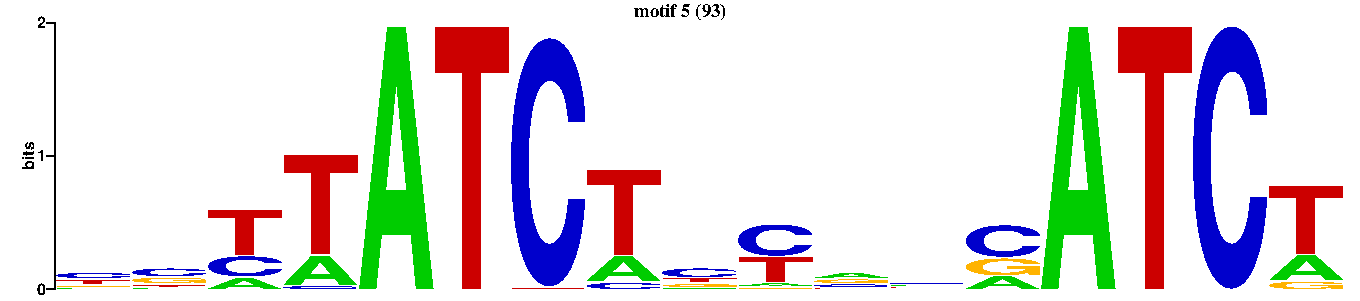 motif 5 (93)
2
bits
1
0
T T A T C T C C A T C T
C A A T G A
A C C A G